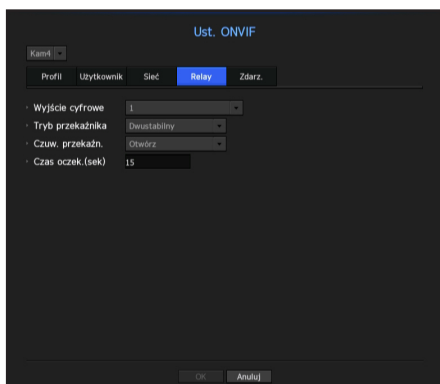 Ust. ONVIF
Kam4
Profil Użytkownik Sieć Relay Zdarz.
Wyjście cyfrowe 1
Tryb przekaźnika Dwustabilny
Czuw. przekaźn. Otwórz
Czas oczek.(sek) 15
OK Anuluj